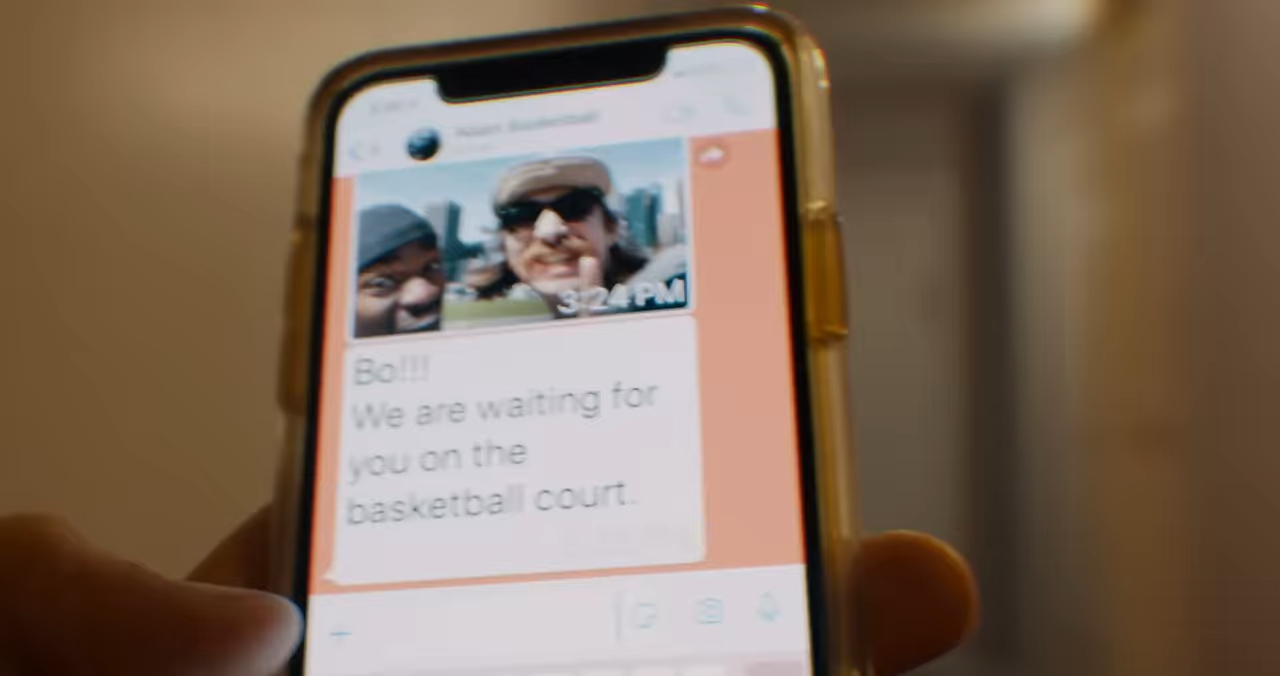 3:24 PM
Bo!!!
We are waiting for
you on the
basketball court.